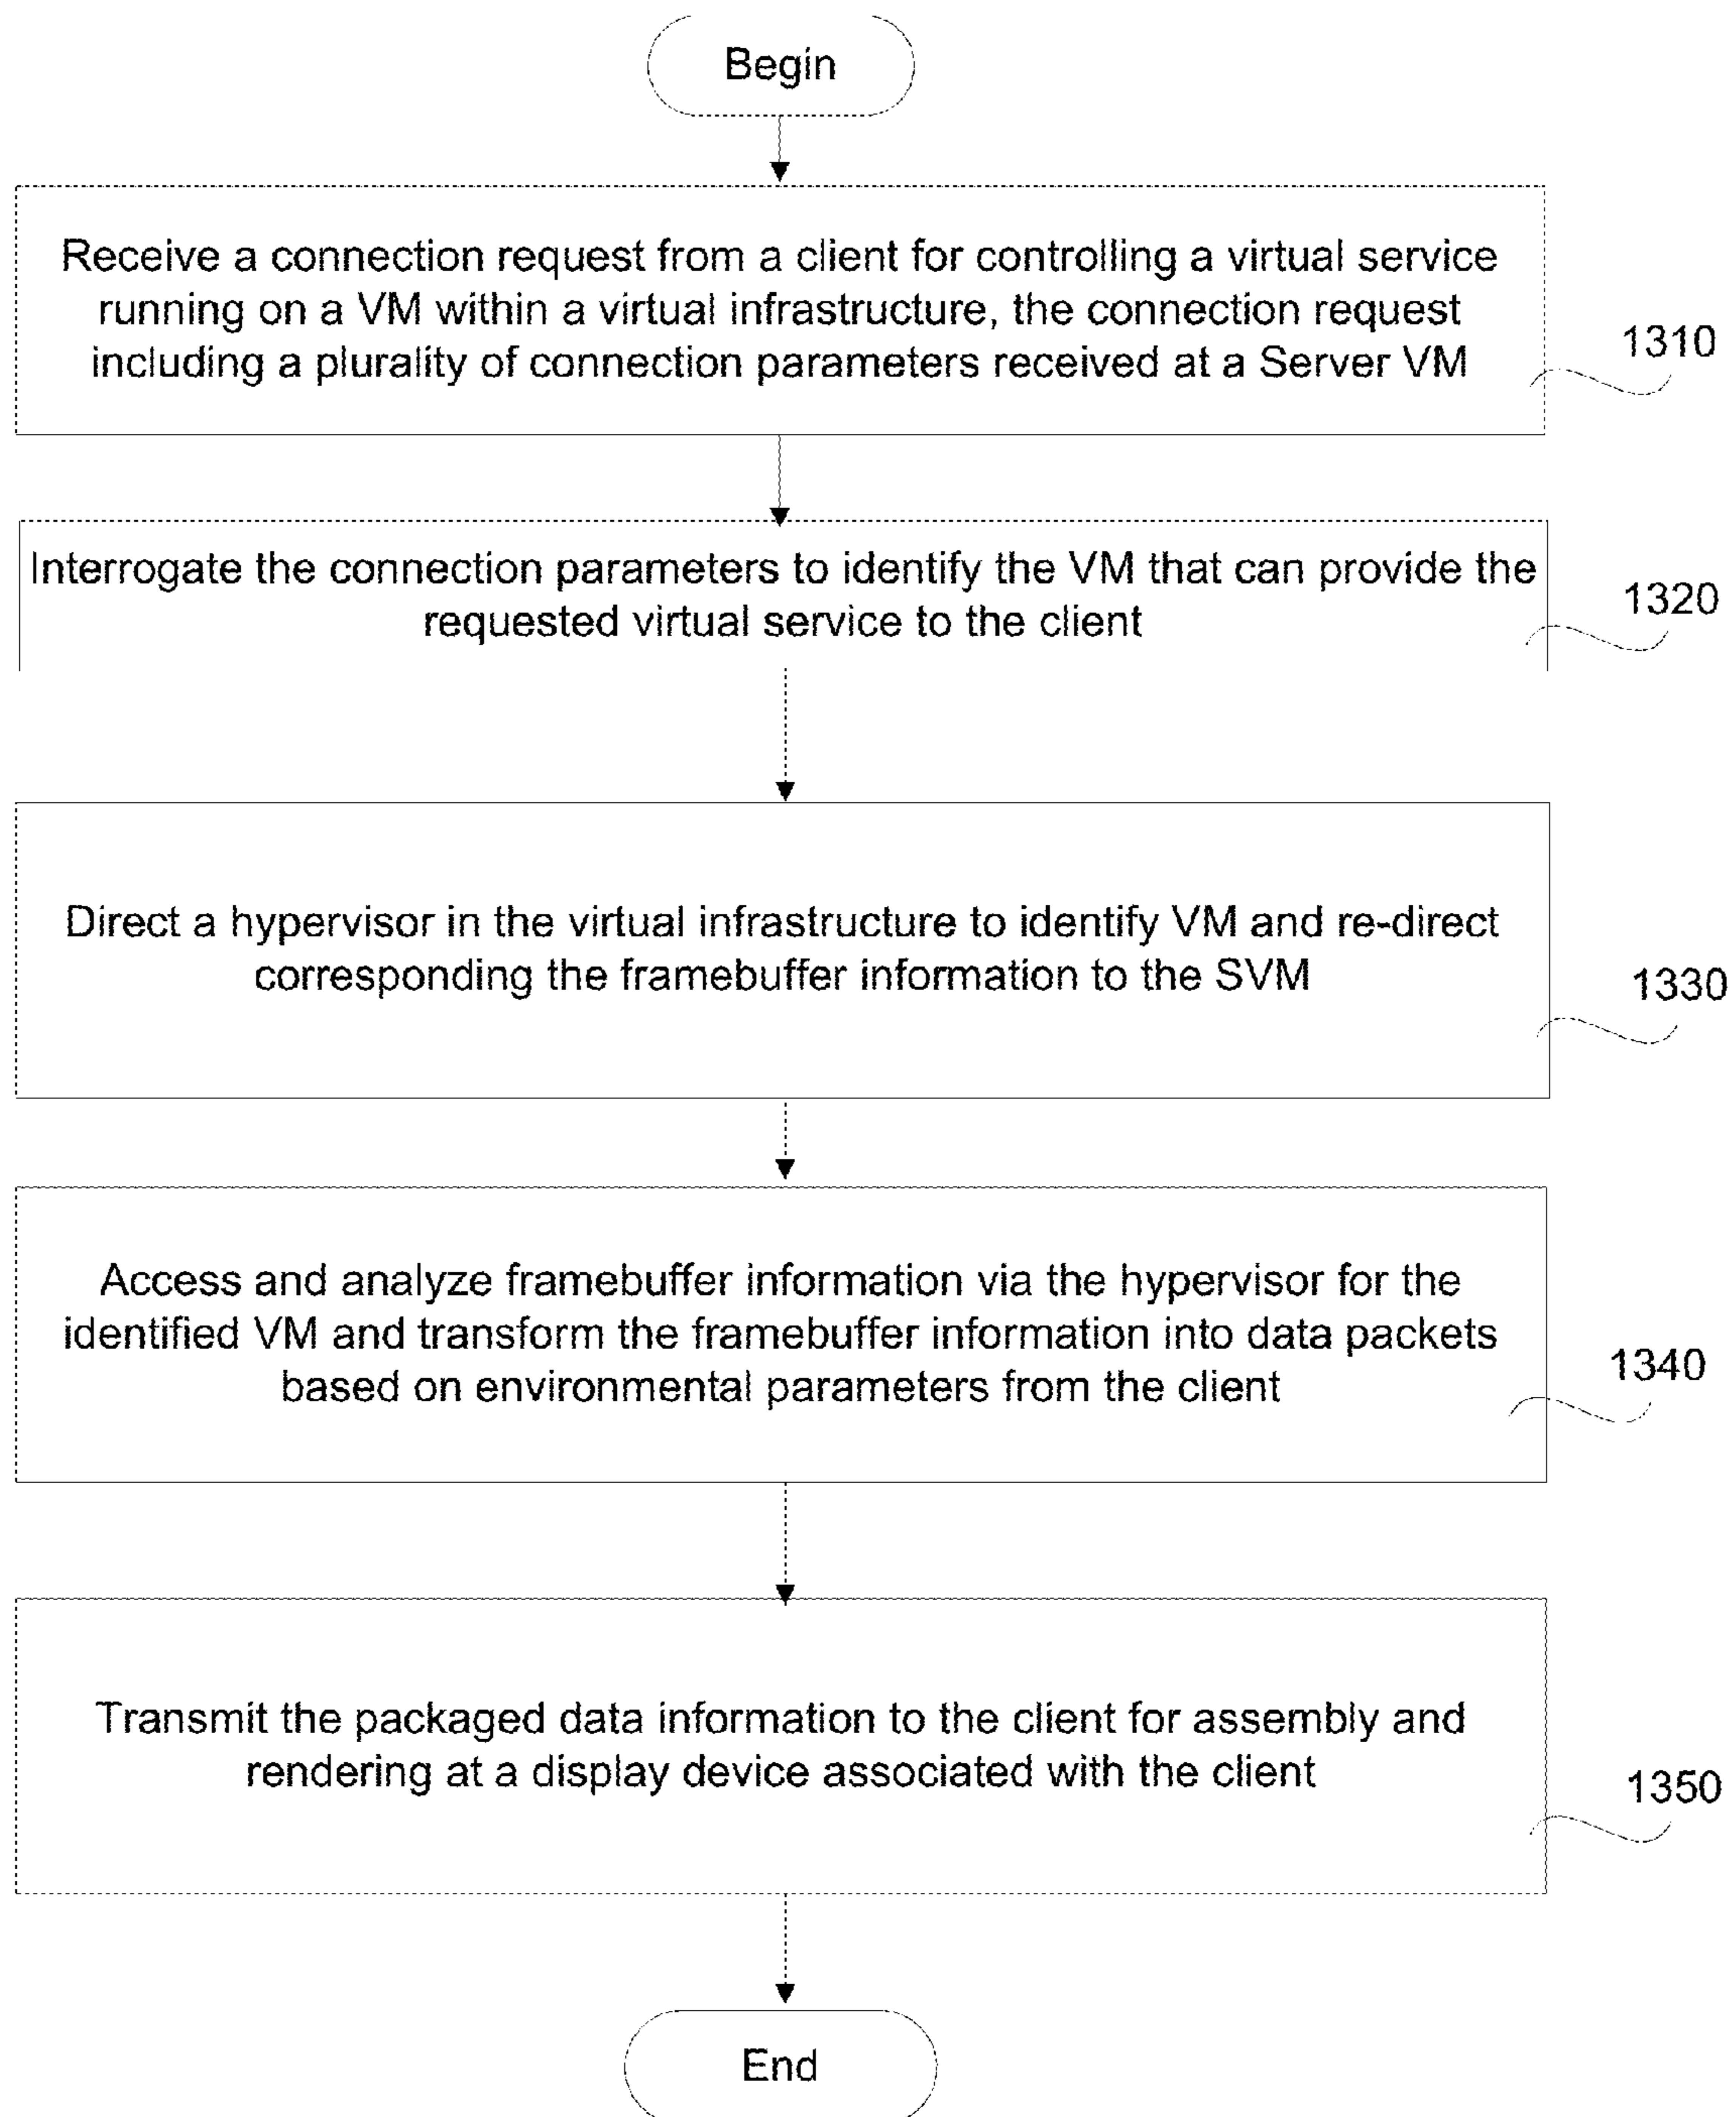 Begin
Receive a connection request from a client for controlling a virtual service
running on a VM within a virtual infrastructure, the connection request
including a plurality of connection parameters received at a Server VM
1310
Interrogate the connection parameters to identify the VM that can provide the
requested virtual service to the client
1320
Direct a hypervisor in the virtual infrastructure to identify VM and re-direct
corresponding the framebuffer information to the SVM
1330
Access and analyze framebuffer information via the hypervisor for the
identified VM and transform the framebuffer information into data packets
based on environmental parameters from the client
1340
Transmit the packaged data information to the client for assembly and
rendering at a display device associated with the client
1350
End